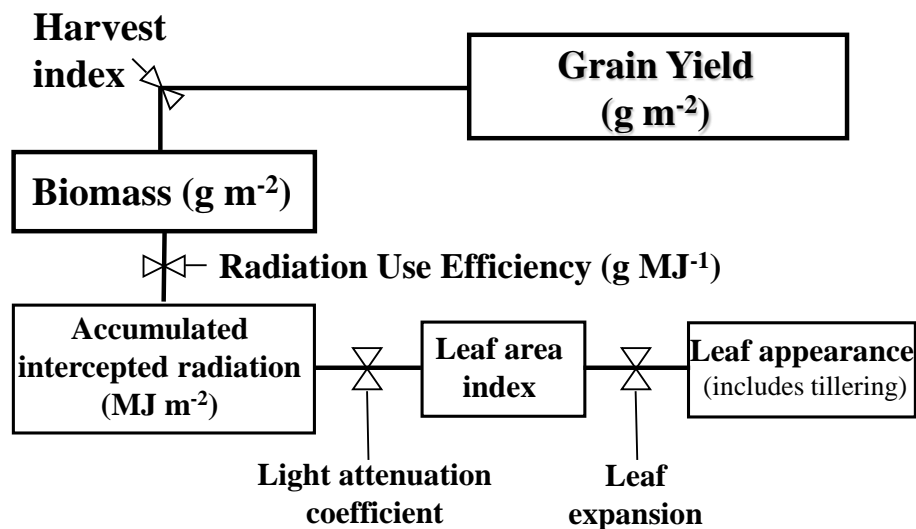 Harvest
index
Grain Yield
(g m⁻²)
Biomass (g m⁻²)
Radiation Use Efficiency (g MJ⁻¹)
Accumulated
intercepted radiation
(MJ m⁻²)
Leaf area
index
Leaf appearance
(includes tillering)
Light attenuation
coefficient
Leaf
expansion